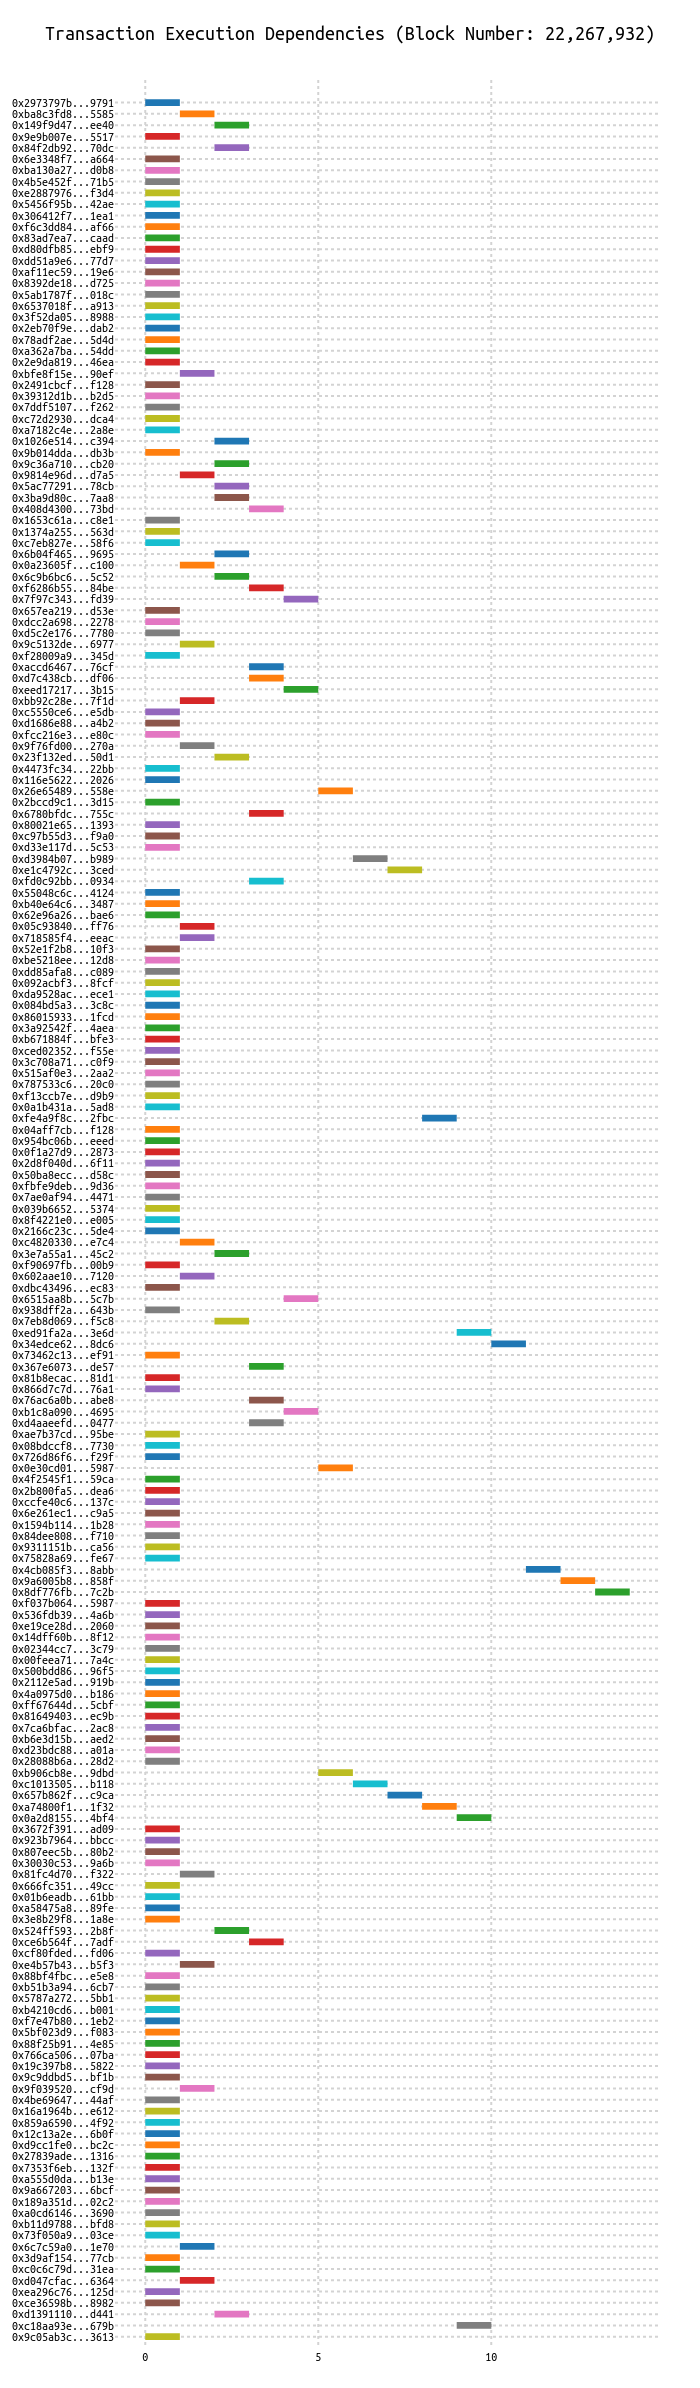 Transaction Execution Dependencies (Block Number: 22,267,932)
0x2973797b...9791
0xba8c3fd8...5585
0x149f9d47...ee40
0x9e9b007e...5517
0x84f2db92...70dc
0x6e3348f7...a664
0xba130a27...d0b8
0x4b5e452f...71b5
0xe2887976...f3d4
0x5456f95b...42ae
0x306412f7...1ea1
0xf6c3dd84...af66
0x83ad7ea7...caad
0xd80dfb85...ebf9
0xdd51a9e6...77d7
0xaf11ec59...19e6
0x8392de18...d725
0x5ab1787f...018c
0x6537018f...a913
0x3f52da05...8988
0x2eb70f9e...dab2
0x78adf2ae...5d4d
0xa362a7ba...54dd
0x2e9da819...46ea
0xbfe8f15e...90ef
0x2491cbcf...f128
0x39312d1b...b2d5
0x7ddf5107...f262
0xc72d2930...dca4
0xa7182c4e...2a8e
0x1026e514...c394
0x9b014dda...db3b
0x9c36a710...cb20
0x9814e96d...d7a5
0x5ac77291...78cb
0x3ba9d80c...7aa8
0x408d4300...73bd
0x1653c61a...c8e1
0x1374a255...563d
0xc7eb827e...58f6
0x6b04f465...9695
0x0a23605f...c100
0x6c9b6bc6...5c52
0xf6286b55...84be
0x7f97c343...fd39
0x657ea219...d53e
0xdcc2a698...2278
0xd5c2e176...7780
0x9c5132de...6977
0xf28009a9...345d
0xaccd6467...76cf
0xd7c438cb...df06
0xeed17217...3b15
0xbb92c28e...7f1d
0xc5550ce6...e5db
0xd1686e88...a4b2
0xfcc216e3...e80c
0x9f76fd00...270a
0x23f132ed...50d1
0x4473fc34...22bb
0x116e5622...2026
0x26e65489...558e
0x2bccd9c1...3d15
0x6780bfdc...755c
0x80021e65...1393
0xc97b55d3...f9a0
0xd33e117d...5c53
0xd3984b07...b989
0xe1c4792c...3ced
0xfd0c92bb...0934
0x55048c6c...4124
0xb40e64c6...3487
0x62e96a26...bae6
0x05c93840...ff76
0x718585f4...eeac
0x52e1f2b8...10f3
0xbe5218ee...12d8
0xdd85afa8...c089
0x092acbf3...8fcf
0xda9528ac...ece1
0x084bd5a3...3c8c
0x86015933...1fcd
0x3a92542f...4aea
0xb671884f...bfe3
0xced02352...f55e
0x3c708a71...c0f9
0x515af0e3...2aa2
0x787533c6...20c0
0xf13ccb7e...d9b9
0x0a1b431a...5ad8
0xfe4a9f8c...2fbc
0x04aff7cb...f128
0x954bc06b...eeed
0x0f1a27d9...2873
0x2d8f040d...6f11
0x50ba8ecc...d58c
0xfbfe9deb...9d36
0x7ae0af94...4471
0x039b6652...5374
0x8f4221e0...e005
0x2166c23c...5de4
0xc4820330...e7c4
0x3e7a55a1...45c2
0xf90697fb...00b9
0x602aae10...7120
0xdbc43496...ec83
0x6515aa8b...5c7b
0x938dff2a...643b
0x7eb8d069...f5c8
0xed91fa2a...3e6d
0x34edce62...8dc6
0x73462c13...ef91
0x367e6073...de57
0x81b8ecac...81d1
0x866d7c7d...76a1
0x76ac6a0b...abe8
0xb1c8a090...4695
0xd4aaeefd...0477
0xae7b37cd...95be
0x08bdccf8...7730
0x726d86f6...f29f
0x0e30cd01...5987
0x4f2545f1...59ca
0x2b800fa5...dea6
0xccfe40c6...137c
0x6e261ec1...c9a5
0x1594b114...1b28
0x84dee808...f710
0x9311151b...ca56
0x75828a69...fe67
0x4cb085f3...8abb
0x9a6005b8...858f
0x8df776fb...7c2b
0xf037b064...5987
0x536fdb39...4a6b
0xe19ce28d...2060
0x14dff60b...8f12
0x02344cc7...3c79
0x00feea71...7a4c
0x500bdd86...96f5
0x2112e5ad...919b
0x4a0975d0...b186
0xff67644d...5cbf
0x81649403...ec9b
0x7ca6bfac...2ac8
0xb6e3d15b...aed2
0xd23bdc88...a01a
0x28088b6a...28d2
0xb906cb8e...9dbd
0xc1013505...b118
0x657b862f...c9ca
0xa74800f1...1f32
0x0a2d8155...4bf4
0x3672f391...ad09
0x923b7964...bbcc
0x807eec5b...80b2
0x30030c53...9a6b
0x81fc4d70...f322
0x666fc351...49cc
0x01b6eadb...61bb
0xa58475a8...89fe
0x3e8b29f8...1a8e
0x524ff593...2b8f
0xce6b564f...7adf
0xcf80fded...fd06
0xe4b57b43...b5f3
0x88bf4fbc...e5e8
0xb51b3a94...6cb7
0x5787a272...5bb1
0xb4210cd6...b001
0xf7e47b80...1eb2
0x5bf023d9...f083
0x88f25b91...4e85
0x766ca506...07ba
0x19c397b8...5822
0x9c9ddbd5...bf1b
0x9f039520...cf9d
0x4be69647...44af
0x16a1964b...e612
0x859a6590...4f92
0x12c13a2e...6b0f
0xd9cc1fe0...bc2c
0x27839ade...1316
0x7353f6eb...132f
0xa555d0da...b13e
0x9a667203...6bcf
0x189a351d...02c2
0xa0cd6146...3690
0xb11d9788...bfd8
0x73f050a9...03ce
0x6c7c59a0...1e70
0x3d9af154...77cb
0xc0c6c79d...31ea
0xd047cfac...6364
0xea296c76...125d
0xce36598b...8982
0xd1391110...d441
0xc18aa93e...679b
0x9c05ab3c...3613
0 5 10